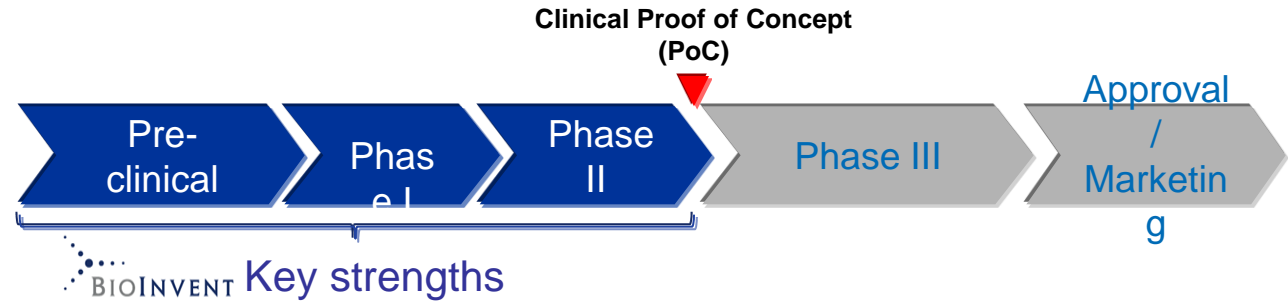 Clinical Proof of Concept
(PoC)
Pre-
clinical
Phas
e I
Phase
II
Phase III
Approval
/
Marketin
g
BIOINVENT Key strengths